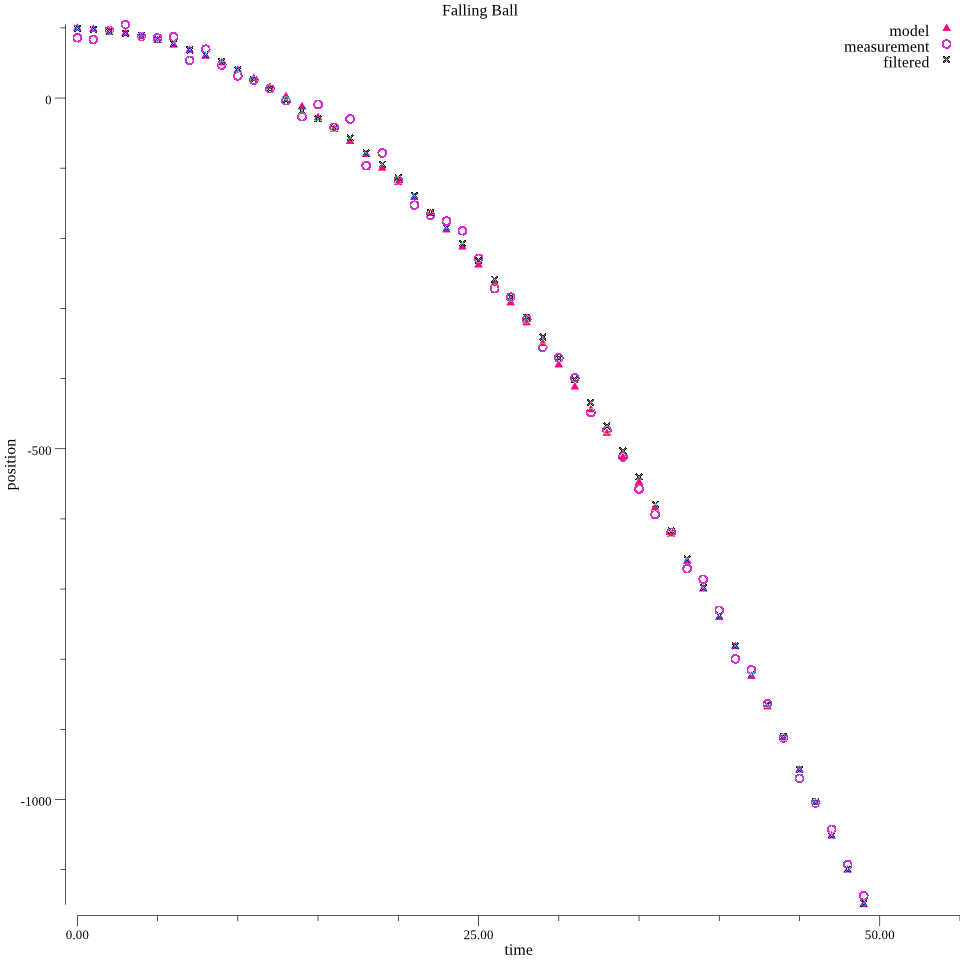 Falling Ball
model
measurement
filtered
0
-500
-1000
position
0.00
25.00
50.00
time